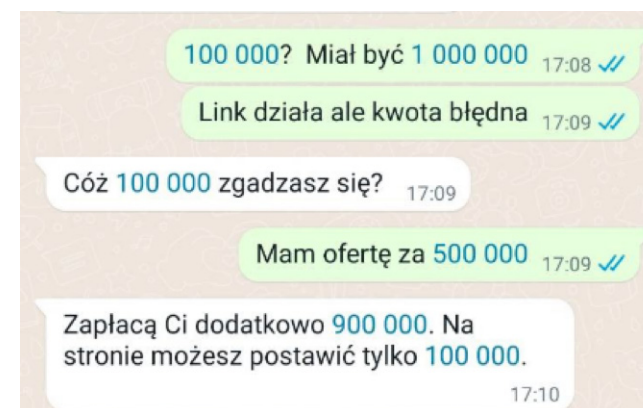 100 000? Miał być 1 000 000 17:08
Link działa ale kwota błędna 17:09
Cóż 100 000 zgadzasz się? 17:09
Mam ofertę za 500 000 17:09
Zapłacą Ci dodatkowo 900 000. Na
stronie możesz postawić tylko 100 000.
17:10